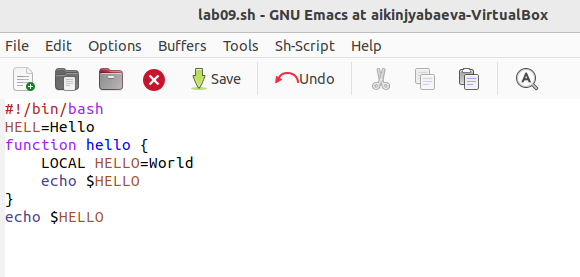 lab09.sh - GNU Emacs at aikinjyabaeva-VirtualBox
File Edit Options Buffers Tools Sh-Script Help
Save Undo
#!/bin/bash
HELL=Hello
function hello {
    LOCAL HELLO=World
    echo $HELLO
}
echo $HELLO